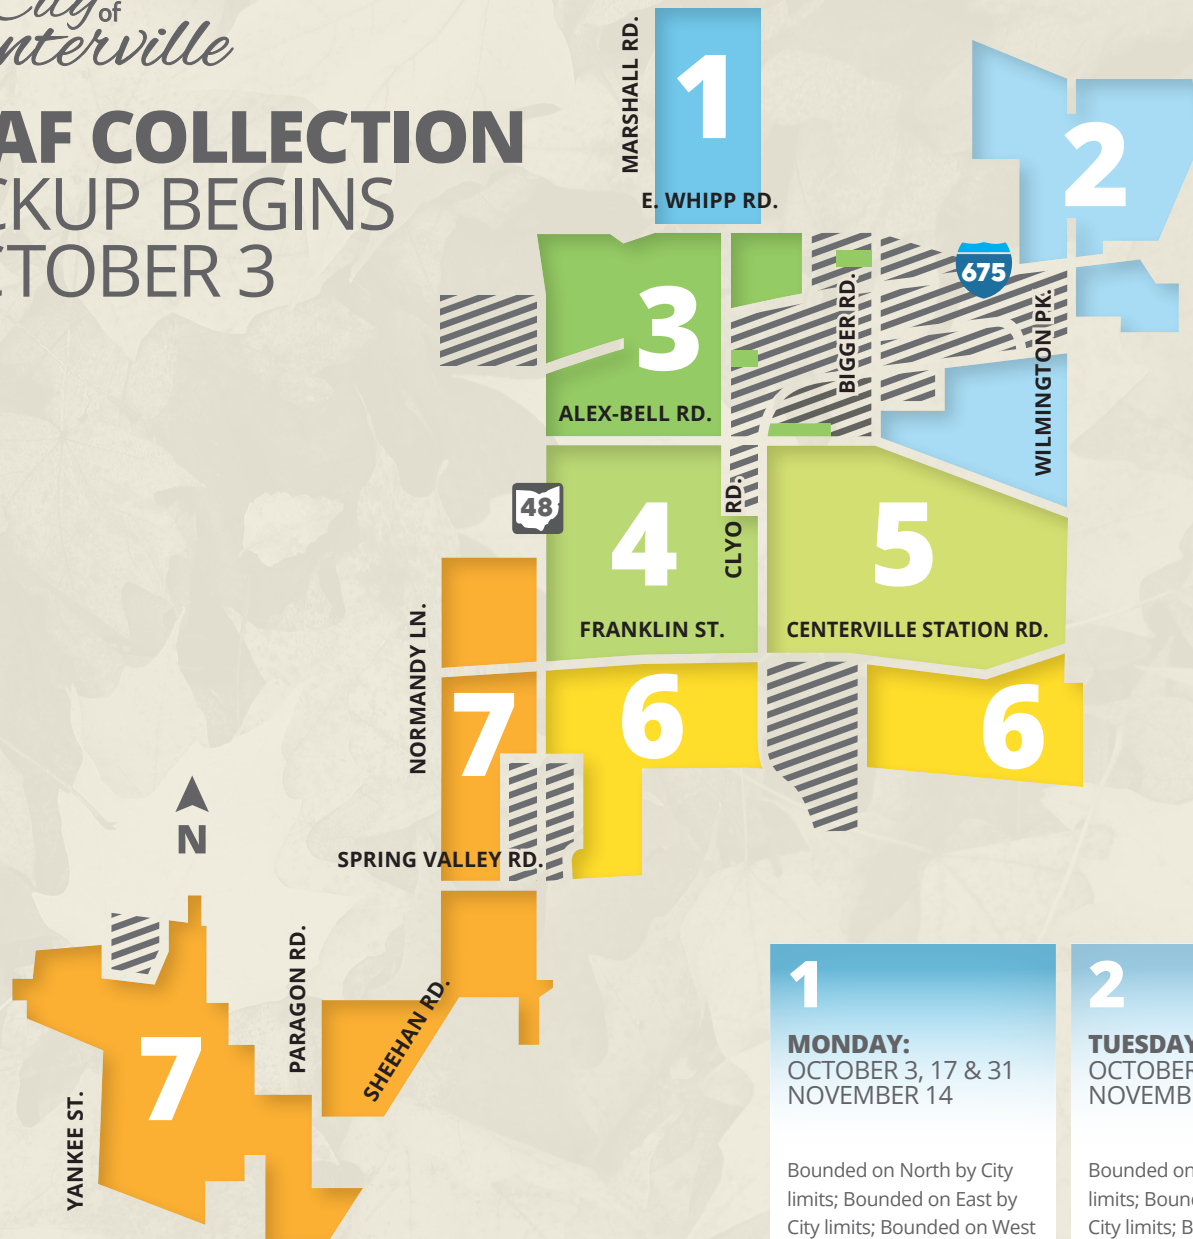 City of
nterville
AF COLLECTION
CKUP BEGINS
CTOBER 3
MARSHALL RD.
1
E. WHIPP RD.
2
3
675
BIGGER RD.
WILMINGTON PK.
ALEX-BELL RD.
48
4
CLYO RD.
5
FRANKLIN ST.
CENTERVILLE STATION RD.
NORMANDY LN.
7
6
6
N
SPRING VALLEY RD.
PARAGON RD.
SHEEHAN RD.
7
YANKEE ST.
1
MONDAY:
OCTOBER 3, 17 & 31
NOVEMBER 14
Bounded on North by City
limits; Bounded on East by
City limits; Bounded on West
2
TUESDAY
OCTOBER
NOVEMB
Bounded on
limits; Boun
City limits; B